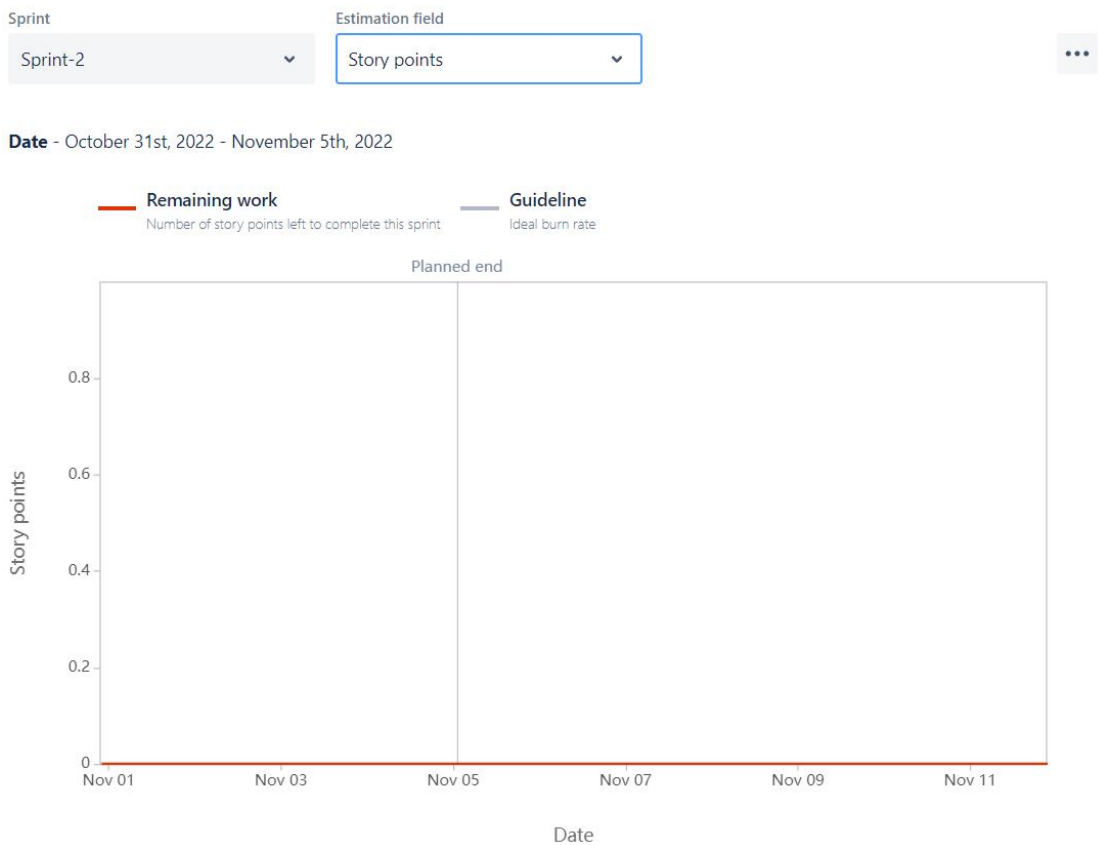 Sprint
Estimation field
Sprint-2
Story points
Date - October 31st, 2022 - November 5th, 2022
Remaining work
Number of story points left to complete this sprint
Guideline
Ideal burn rate
Planned end
0.8
0.6
0.4
0.2
0
Story points
Nov 01
Nov 03
Nov 05
Nov 07
Nov 09
Nov 11
Date